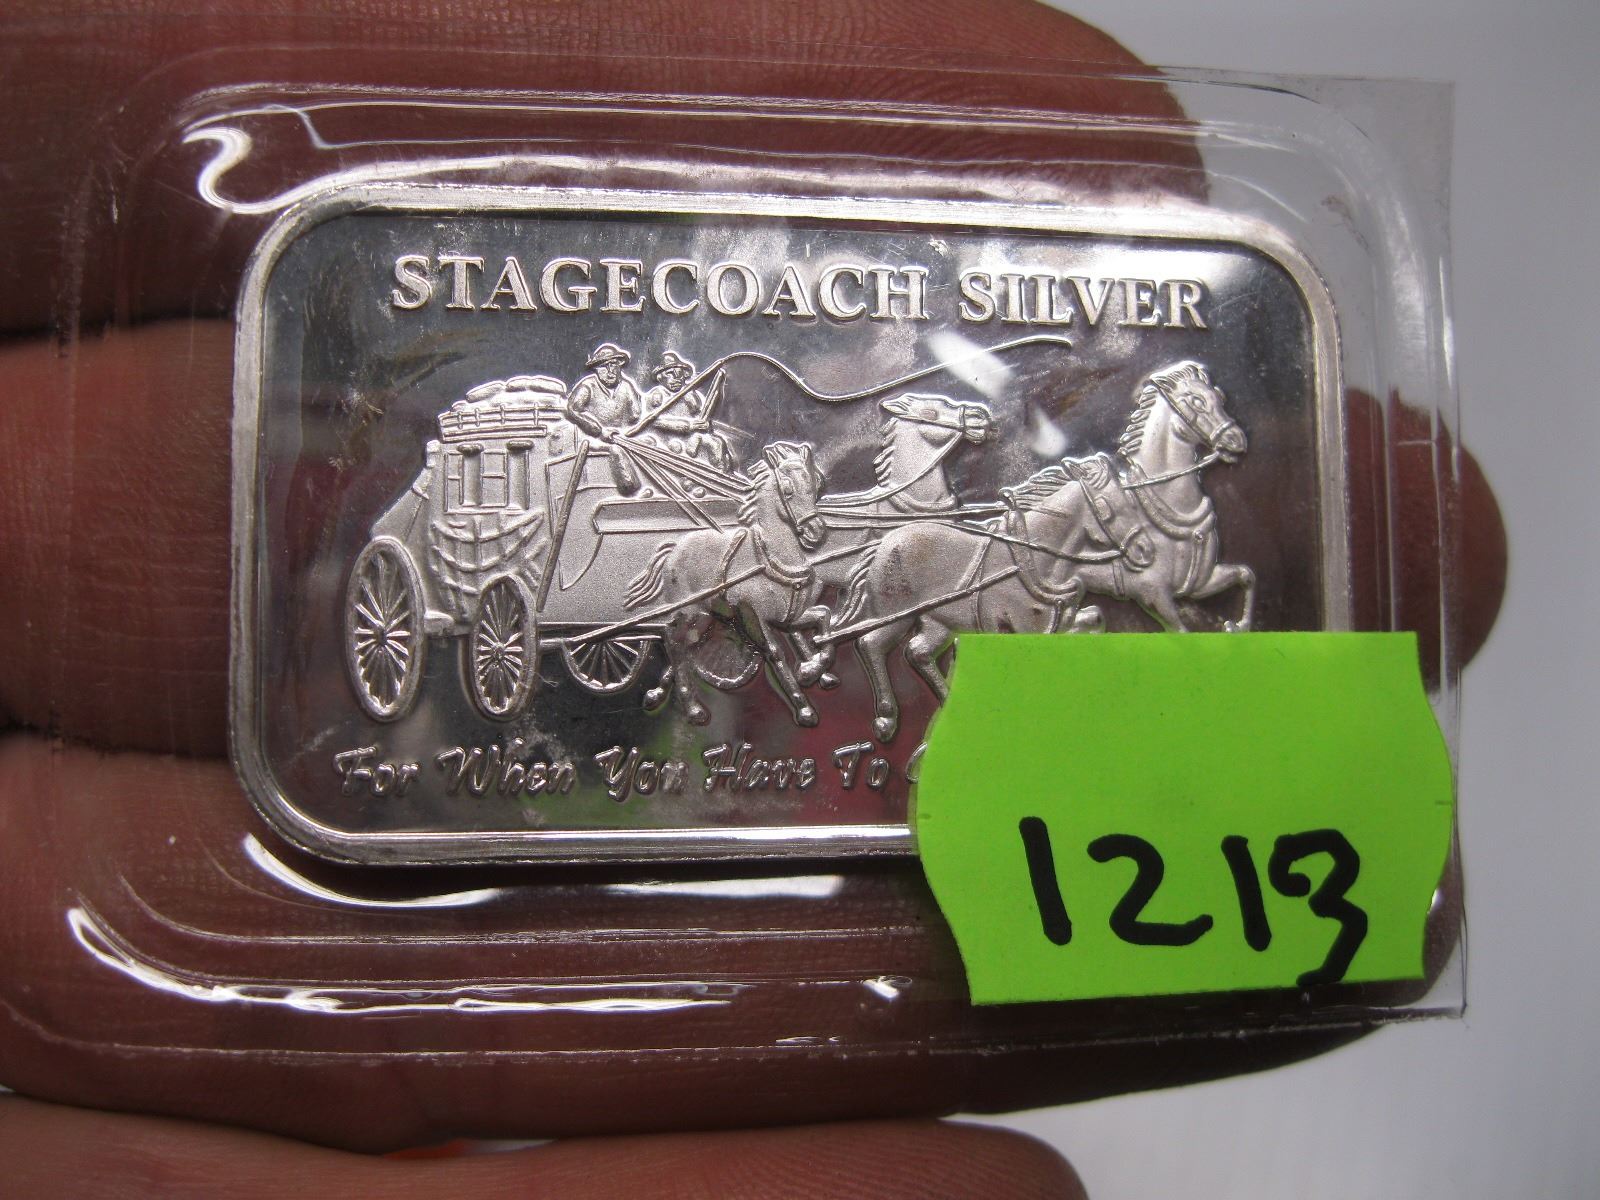 STAGECOACH SILVER
For When You Have To
1213